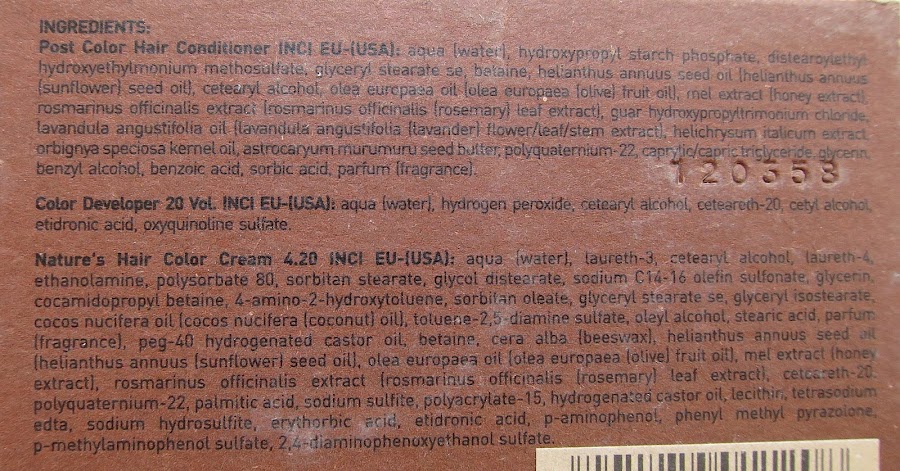 INGREDIENTS:
Post Color Hair Conditioner INCI EU-(USA): aqua (water), hydroxypropyl starch phosphate, distearoylethyl
hydroxyethylmonium methosulfate, glyceryl stearate se, betaine, helianthus annuus seed oil (helianthus annuus
(sunflower) seed oil), cetearyl alcohol, olea europaea oil (olea europaea (olive) fruit oil), mel extract (honey extract),
rosmarinus officinalis extract (rosmarinus officinalis (rosemary) leaf extract), guar hydroxypropyltrimonium chloride,
lavandula angustifolia oil (lavandula angustifolia (lavander) flower/leaf/stem extract), helichrysum italicum extract,
orbignya speciosa kernel oil, astrocaryum murumuru seed butter, polyquaternium-22, caprylic/capric triglyceride, glycerin,
benzyl alcohol, benzoic acid, sorbic acid, parfum (fragrance).
120353
Color Developer 20 Vol. INCI EU-(USA): aqua (water), hydrogen peroxide, cetearyl alcohol, ceteareth-20, cetyl alcohol,
etidronic acid, oxyquinoline sulfate.
Nature's Hair Color Cream 4.20 INCI EU-(USA): aqua (water), laureth-3, cetearyl alcohol, laureth-4,
ethanolamine, polysorbate 80, sorbitan stearate, glycol distearate, sodium C14-16 olefin sulfonate, glycerin,
cocamidopropyl betaine, 4-amino-2-hydroxytoluene, sorbitan oleate, glyceryl stearate se, glyceryl isostearate,
cocos nucifera oil (cocos nucifera (coconut) oil), toluene-2,5-diamine sulfate, oleyl alcohol, stearic acid, parfum
(fragrance), peg-40 hydrogenated castor oil, betaine, cera alba (beeswax), helianthus annuus seed oil
(helianthus annuus (sunflower) seed oil), olea europaea oil (olea europaea (olive) fruit oil), mel extract (honey
extract), rosmarinus officinalis extract (rosmarinus officinalis (rosemary) leaf extract), ceteareth-20,
polyquaternium-22, palmitic acid, sodium sulfite, polyacrylate-15, hydrogenated castor oil, lecithin, tetrasodium
edta, sodium hydrosulfite, erythorbic acid, etidronic acid, p-aminophenol, phenyl methyl pyrazolone,
p-methylaminophenol sulfate, 2,4-diaminophenoxyethanol sulfate.